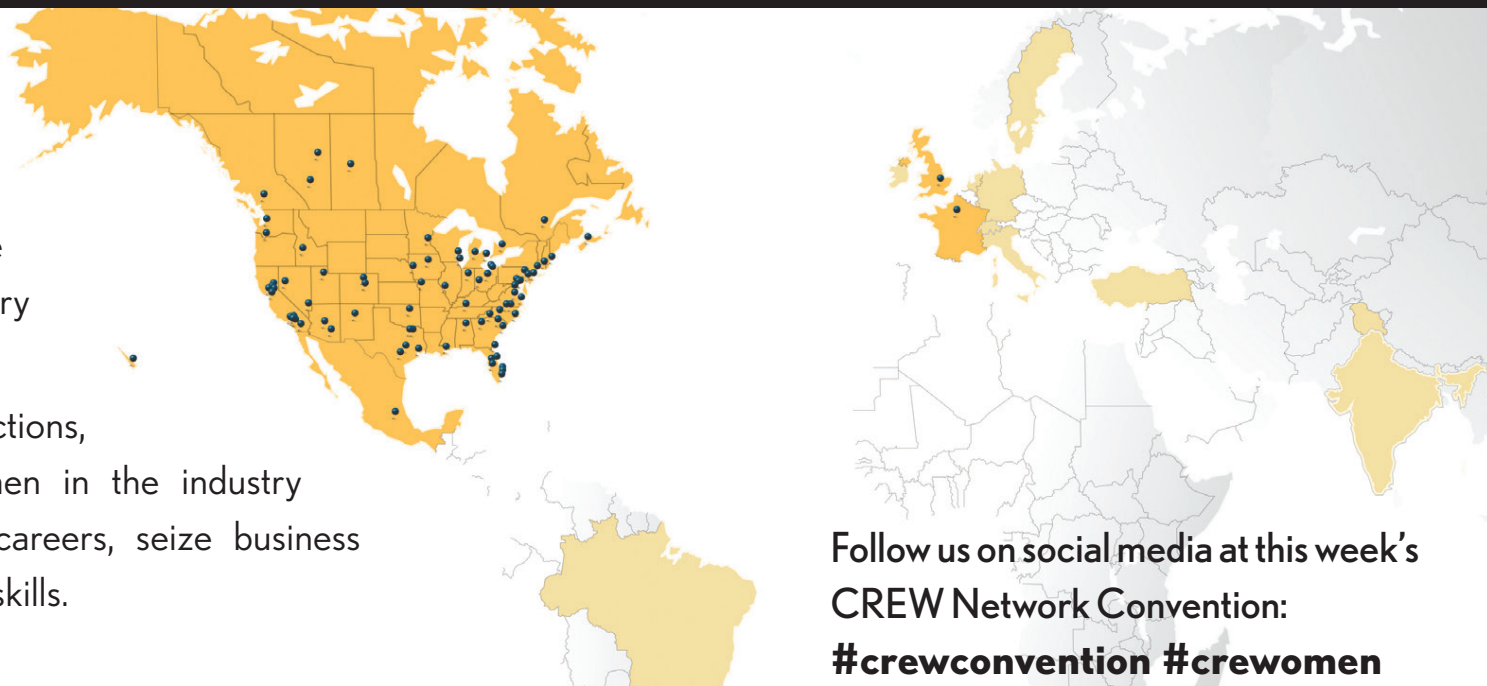 ry
ctions,
in the industry
careers, seize business
skills.
Follow us on social media at this week's
CREW Network Convention:
#crewconvention #crewomen